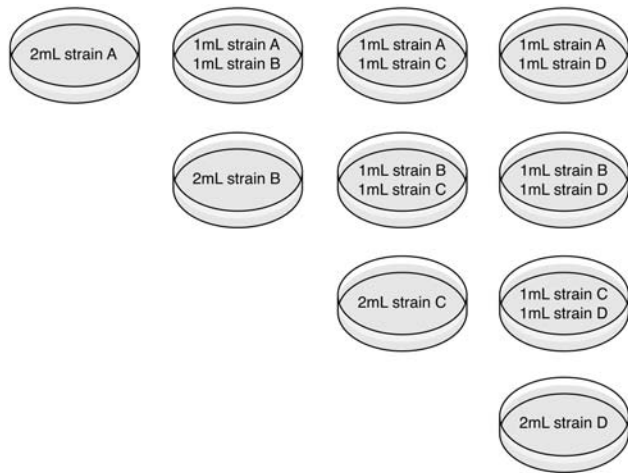 2mL strain A
1mL strain A
1mL strain B
1mL strain A
1mL strain C
1mL strain A
1mL strain D
2mL strain B
1mL strain B
1mL strain C
1mL strain B
1mL strain D
2mL strain C
1mL strain C
1mL strain D
2mL strain D